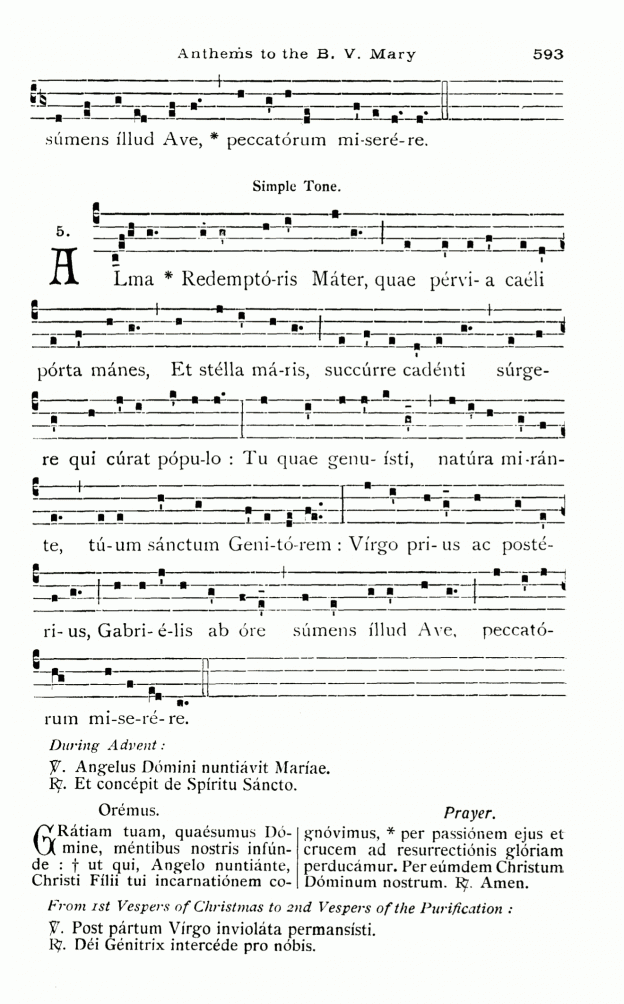 Anthems to the B. V. Mary 593
súmens íllud Ave, * peccatórum mi-seré-re.
Simple Tone.
5.
ALma * Redemptó-ris Máter, quae pérvi- a caéli
pórta mánes, Et stélla má-ris, succúrre cadénti súrge-
re qui cúrat pópu-lo : Tu quae genu- ísti, natúra mi-rán-
te, tú-um sánctum Geni-tó-rem : Vírgo pri- us ac posté-
ri- us, Gabri- é-lis ab óre súmens íllud Ave, peccató-
rum mi-se-ré- re.
During Advent :
℣. Angelus Dómini nuntiávit Maríae.
℟. Et concépit de Spíritu Sáncto.
Orémus.
GRátiam tuam, quaésumus Dó-
mine, méntibus nostris infún-
de : † ut qui, Angelo nuntiánte,
Christi Fílii tui incarnatiónem co-
Prayer.
gnóvimus, * per passiónem ejus et
crucem ad resurrectiónis glóriam
perducámur. Per eúmdem Christum
Dóminum nostrum. ℟. Amen.
From 1st Vespers of Christmas to 2nd Vespers of the Purification :
℣. Post pártum Vírgo invioláta permansísti.
℟. Déi Génitrix intercéde pro nóbis.